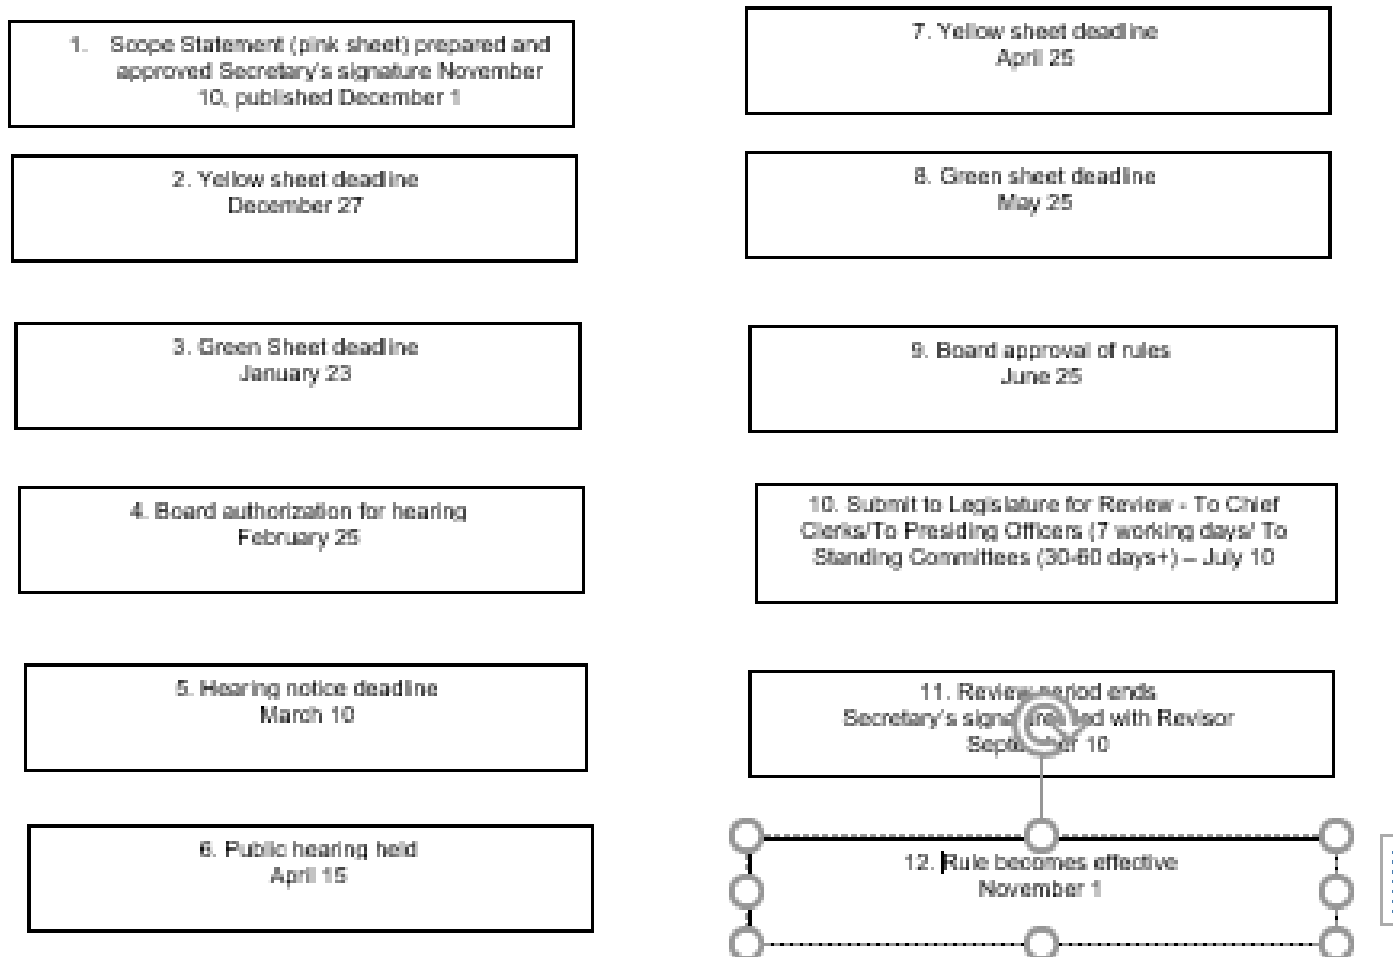 1. Scope Statement (pink sheet) prepared and
approved Secretary's signature November
10, published December 1
2. Yellow sheet deadline
December 27
3. Green Sheet deadline
January 23
4. Board authorization for hearing
February 25
5. Hearing notice deadline
March 10
6. Public hearing held
April 15
7. Yellow sheet deadline
April 25
8. Green sheet deadline
May 25
9. Board approval of rules
June 25
10. Submit to Legislature for Review - To Chief
Clerks/To Presiding Officers (7 working days/ To
Standing Committees (30-60 days+) – July 10
11. Review period ends
Secretary's with Revisor
10
12. Rule becomes effective
November 1